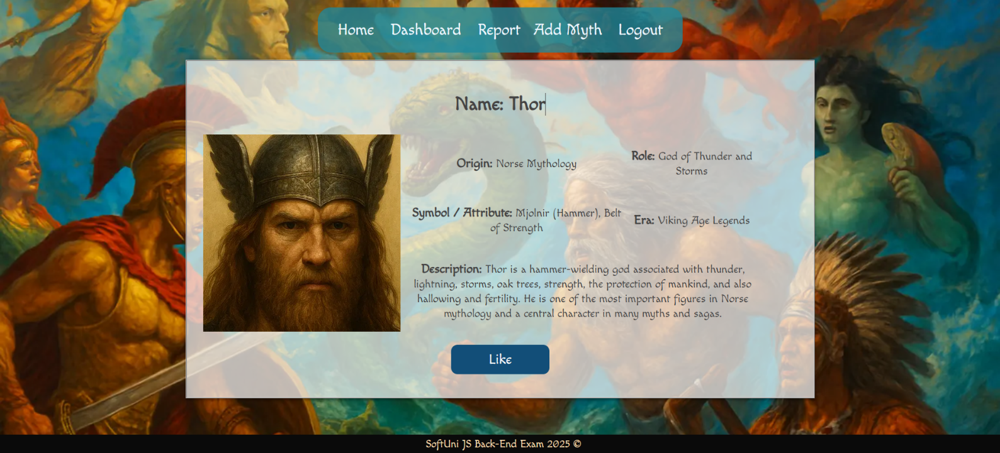 Home Dashboard Report Add Myth Logout
Name: Thor
Origin: Norse Mythology
Role: God of Thunder and
Storms
Symbol / Attribute: Mjolnir (Hammer), Belt
of Strength
Era: Viking Age Legends
Description: Thor is a hammer-wielding god associated with thunder,
lightning, storms, oak trees, strength, the protection of mankind, and also
hallowing and fertility. He is one of the most important figures in Norse
mythology and a central character in many myths and sagas.
Like
SoftUni JS Back-End Exam 2025 ©